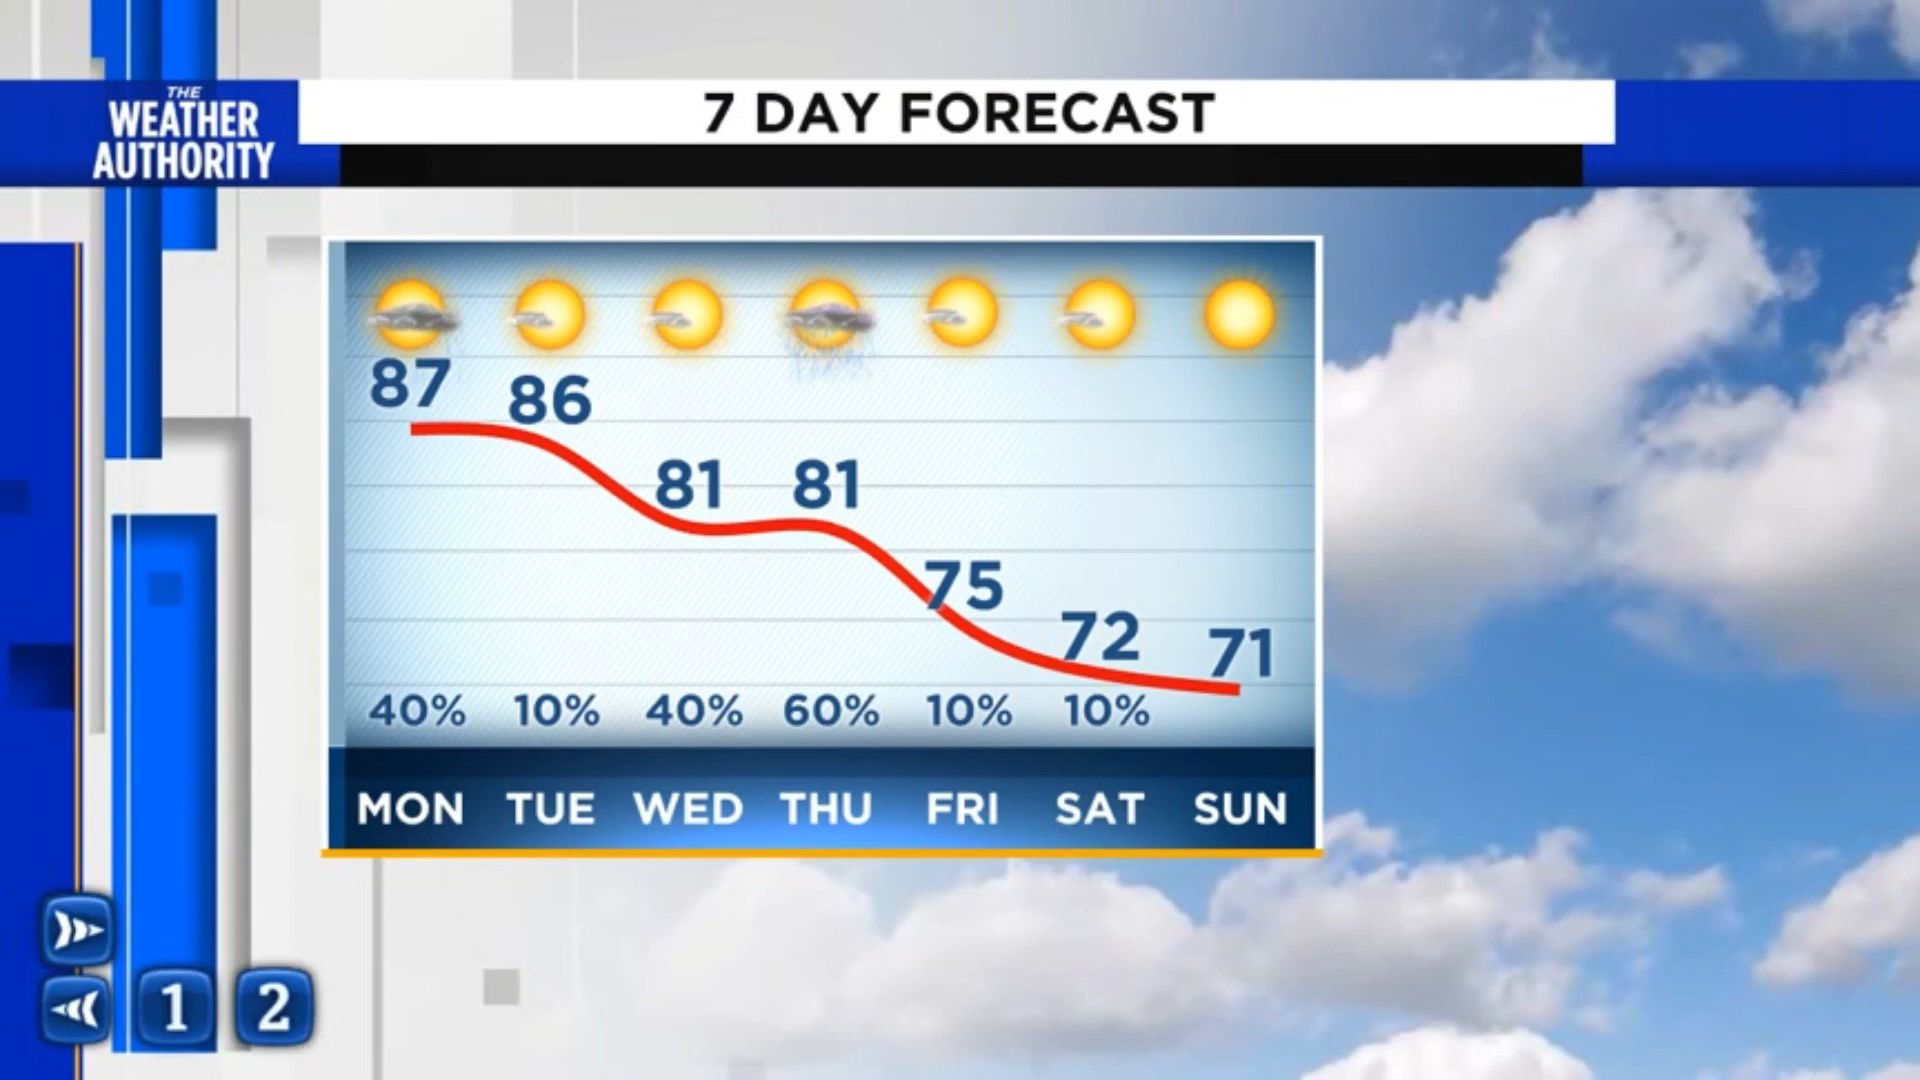 THE
WEATHER
AUTHORITY
7 DAY FORECAST
87 86 81 81 75 72 71
40% 10% 40% 60% 10% 10%
MON TUE WED THU FRI SAT SUN
1 2